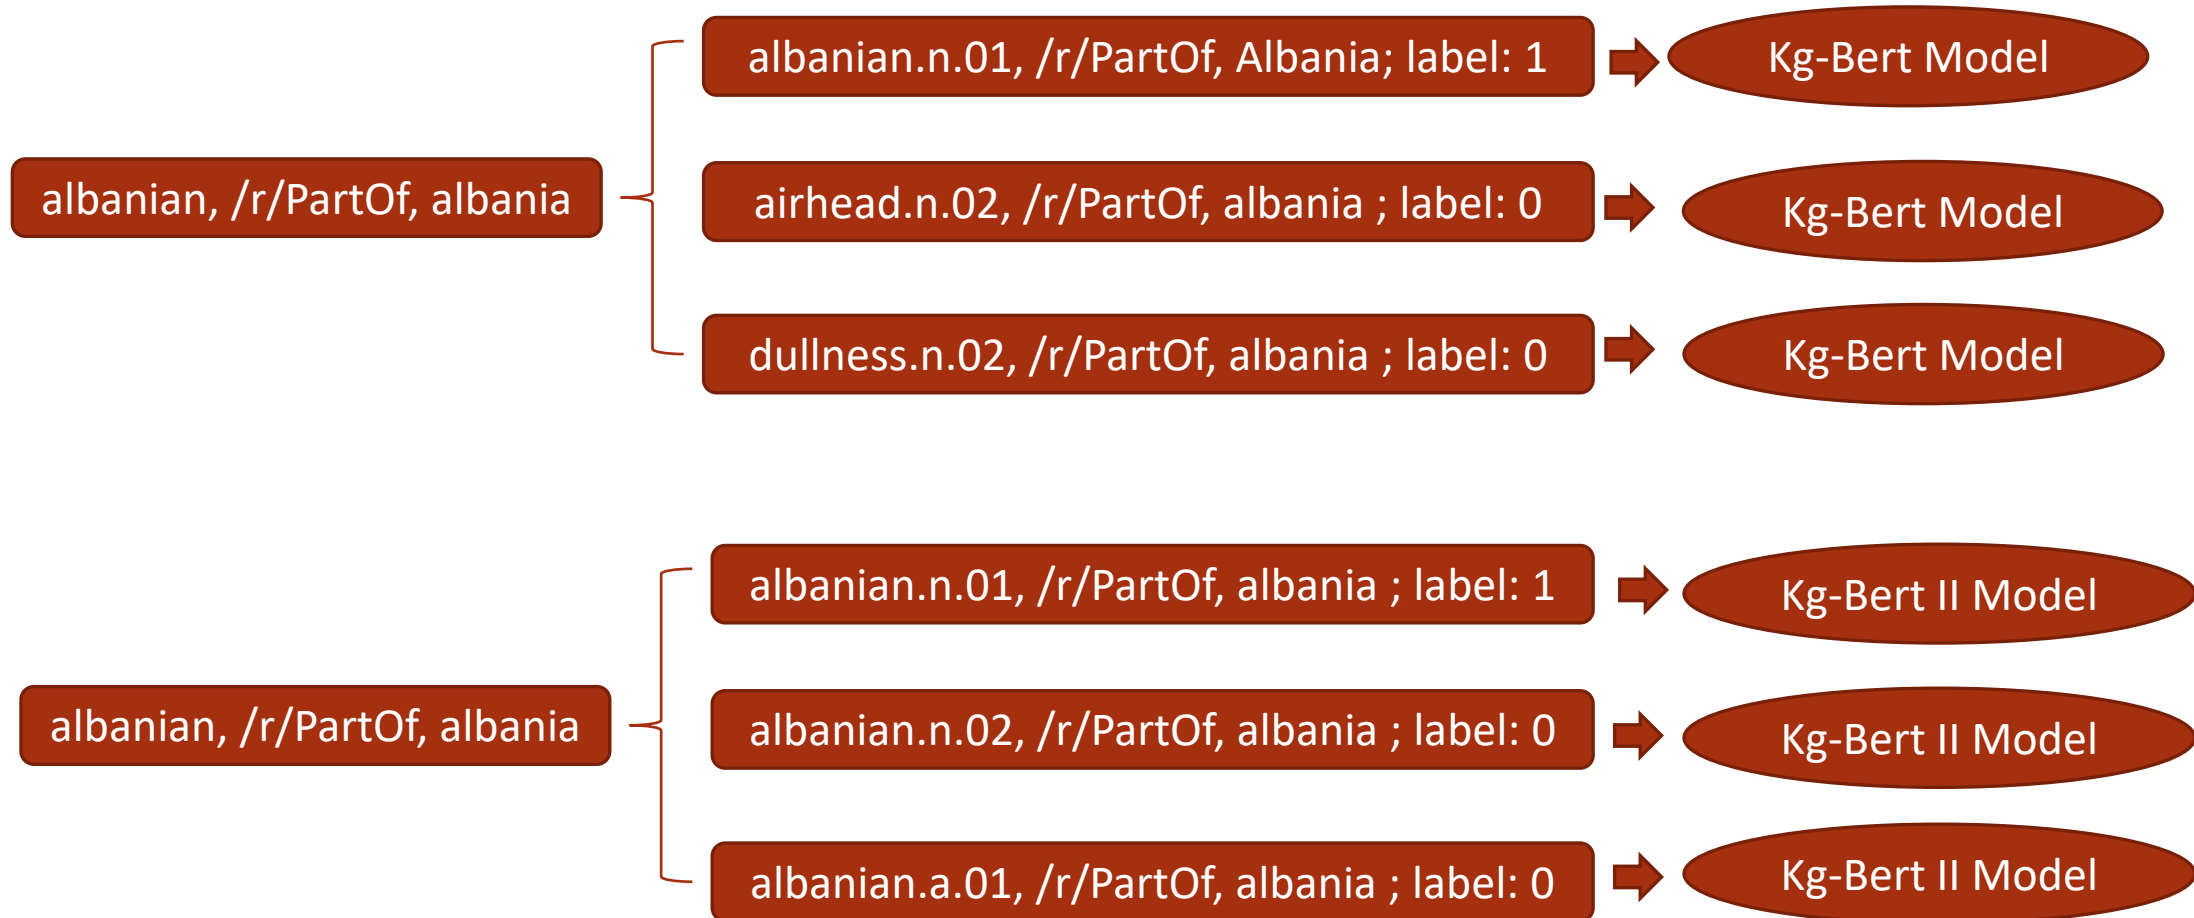 albanian, /r/PartOf, albania
albanian.n.01, /r/PartOf, Albania; label: 1
Kg-Bert Model
airhead.n.02, /r/PartOf, albania ; label: 0
Kg-Bert Model
dullness.n.02, /r/PartOf, albania ; label: 0
Kg-Bert Model
albanian, /r/PartOf, albania
albanian.n.01, /r/PartOf, albania ; label: 1
Kg-Bert II Model
albanian.n.02, /r/PartOf, albania ; label: 0
Kg-Bert II Model
albanian.a.01, /r/PartOf, albania ; label: 0
Kg-Bert II Model